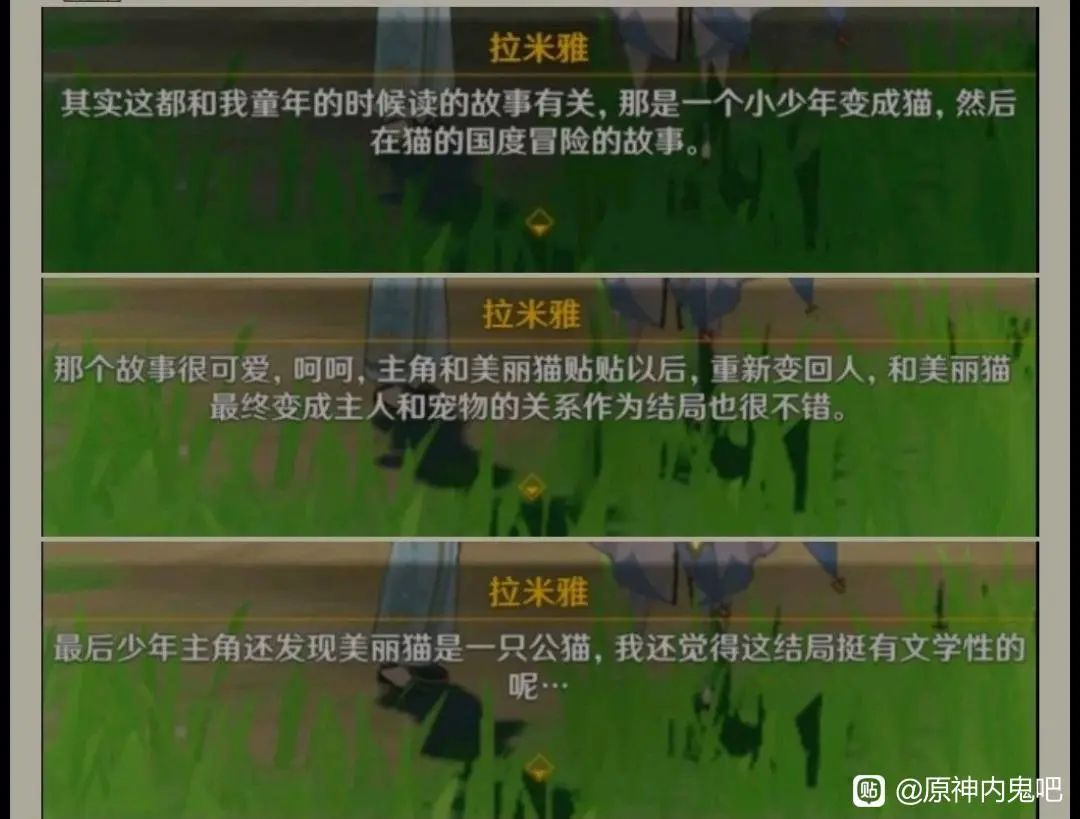 拉米雅
其实这都和我童年的时候读的故事有关，那是一个小少年变成猫，然后
在猫的国度冒险的故事。
拉米雅
那个故事很可爱，呵呵，主角和美丽猫贴贴以后，重新变回人，和美丽猫
最终变成主人和宠物的关系作为结局也很不错。
拉米雅
最后少年主角还发现美丽猫是一只公猫，我还觉得这结局挺有文学性的
呢…
贴 @原神内鬼吧